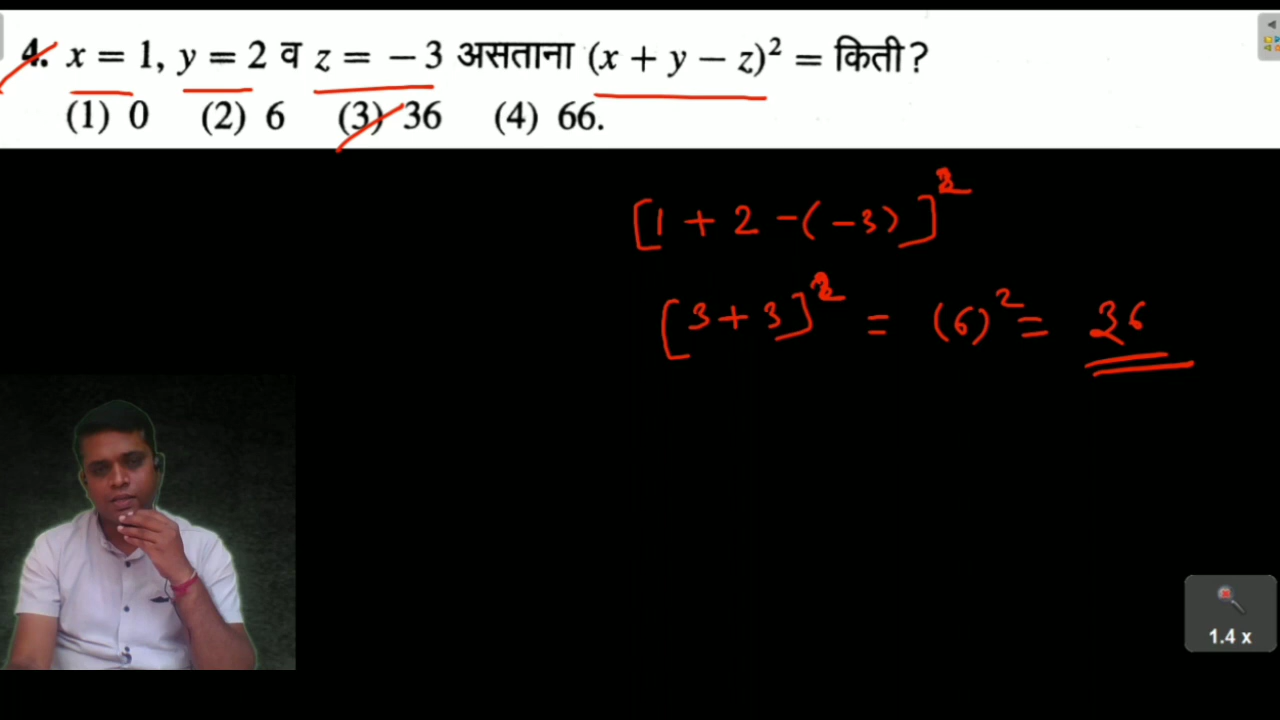 4. x = 1, y = 2 व z = − 3 असताना (x + y − z)² = किती?
(1) 0 (2) 6 (3) 36 (4) 66.
[1 + 2 -(-3)]²
[3 + 3]² = (6)² = 36
1.4 x